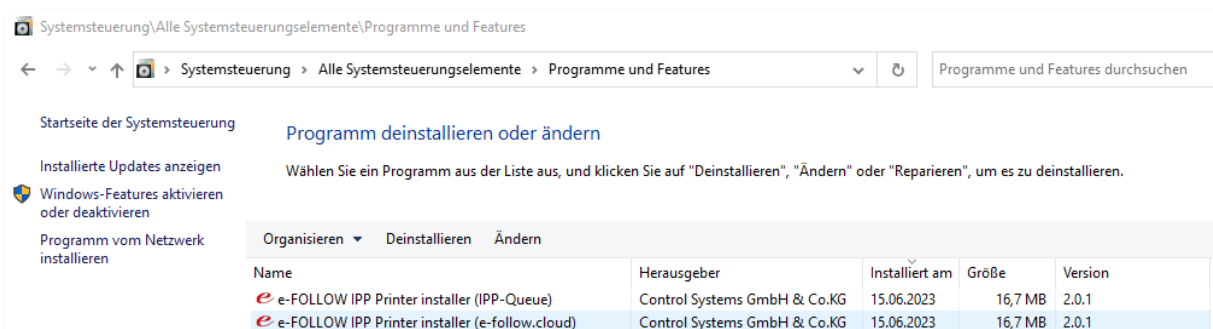 Systemsteuerung\Alle Systemsteuerungselemente\Programme und Features
Systemsteuerung > Alle Systemsteuerungselemente > Programme und Features
Programme und Features durchsuchen
Startseite der Systemsteuerung
Installierte Updates anzeigen
Windows-Features aktivieren
oder deaktivieren
Programm vom Netzwerk
installieren
Programm deinstallieren oder ändern
Wählen Sie ein Programm aus der Liste aus, und klicken Sie auf "Deinstallieren", "Ändern" oder "Reparieren", um es zu deinstallieren.
Organisieren Deinstallieren Ändern
Name Herausgeber Installiert am Größe Version
e-FOLLOW IPP Printer installer (IPP-Queue) Control Systems GmbH & Co.KG 15.06.2023 16,7 MB 2.0.1
e-FOLLOW IPP Printer installer (e-follow.cloud) Control Systems GmbH & Co.KG 15.06.2023 16,7 MB 2.0.1